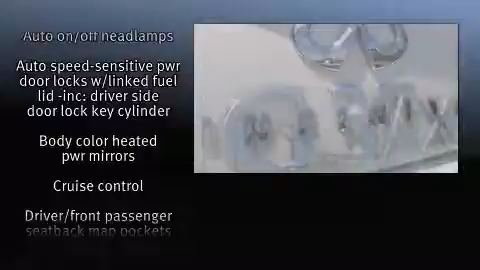 Auto on/off headlamps
Auto speed-sensitive pwr
door locks w/linked fuel
lid -inc: driver side
door lock key cylinder
Body color heated
pwr mirrors
Cruise control
Driver/front passenger
seatback map pockets